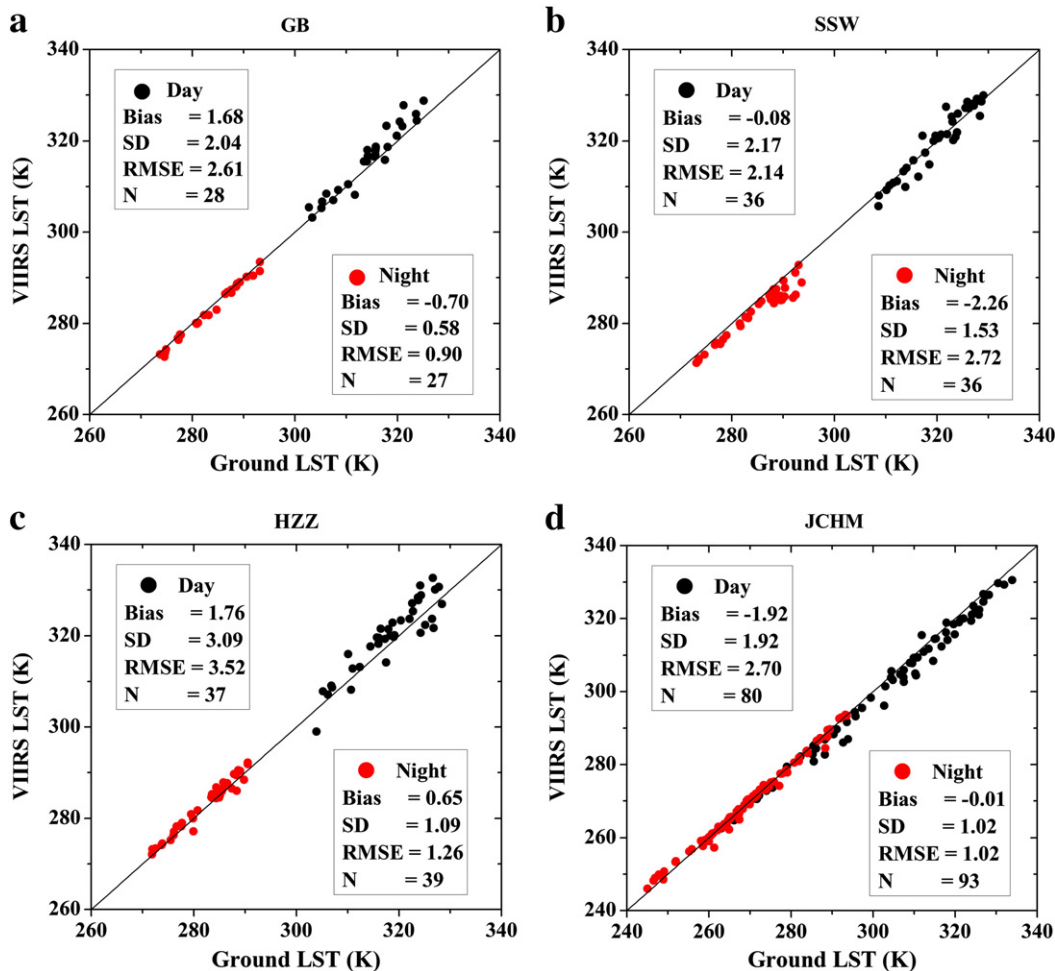 a
GB
340
320
300
280
260
VIIRS LST (K)
Day
Bias = 1.68
SD = 2.04
RMSE = 2.61
N = 28
Night
Bias = -0.70
SD = 0.58
RMSE = 0.90
N = 27
260 280 300 320 340
Ground LST (K)
b
SSW
340
320
300
280
260
VIIRS LST (K)
Day
Bias = -0.08
SD = 2.17
RMSE = 2.14
N = 36
Night
Bias = -2.26
SD = 1.53
RMSE = 2.72
N = 36
260 280 300 320 340
Ground LST (K)
c
HZZ
340
320
300
280
260
VIIRS LST (K)
Day
Bias = 1.76
SD = 3.09
RMSE = 3.52
N = 37
Night
Bias = 0.65
SD = 1.09
RMSE = 1.26
N = 39
260 280 300 320 340
Ground LST (K)
d
JCHM
340
320
300
280
260
240
VIIRS LST (K)
Day
Bias = -1.92
SD = 1.92
RMSE = 2.70
N = 80
Night
Bias = -0.01
SD = 1.02
RMSE = 1.02
N = 93
240 260 280 300 320 340
Ground LST (K)